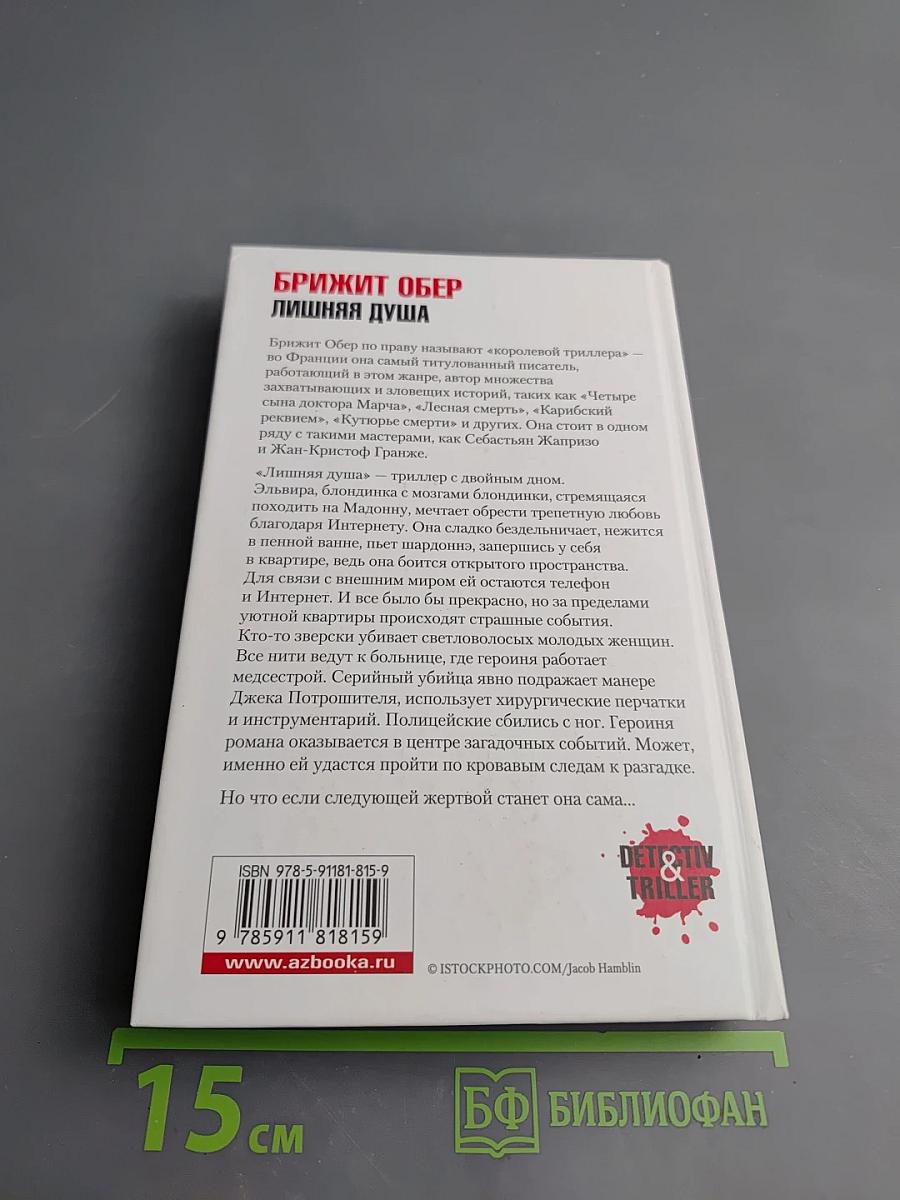 БРИЖИТ ОБЕР
ЛИШНЯЯ ДУША
Брижит Обер по праву называют «королевой триллера» —
во Франции она самый титулованный писатель,
работающий в этом жанре, автор множества
захватывающих и зловещих историй, таких как «Четыре
сына доктора Марча», «Лесная смерть», «Карибский
реквием», «Кутюрье смерти» и других. Она стоит в одном
ряду с такими мастерами, как Себастьян Жапризо
и Жан-Кристоф Гранже.
«Лишняя душа» — триллер с двойным дном.
Эльвира, блондинка с мозгами блондинки, стремящаяся
походить на Мадонну, мечтает обрести трепетную любовь
благодаря Интернету. Она сладко бездельничает, нежится
в пенной ванне, пьет шардоннэ, запершись у себя
в квартире, ведь она боится открытого пространства.
Для связи с внешним миром ей остаются телефон
и Интернет. И все было бы прекрасно, но за пределами
уютной квартиры происходят страшные события.
Кто-то зверски убивает светловолосых молодых женщин.
Все нити ведут к больнице, где героиня работает
медсестрой. Серийный убийца явно подражает манере
Джека Потрошителя, использует хирургические перчатки
и инструментарий. Полицейские сбились с ног. Героиня
романа оказывается в центре загадочных событий. Может,
именно ей удастся пройти по кровавым следам к разгадке.
Но что если следующей жертвой станет она сама...
DETECTIV
&
TRILLER
ISBN 978-5-91181-815-9
9 785911 818159
www.azbooka.ru
© ISTOCKPHOTO.COM/Jacob Hamblin
15 см
БФ БИБЛИОФАН